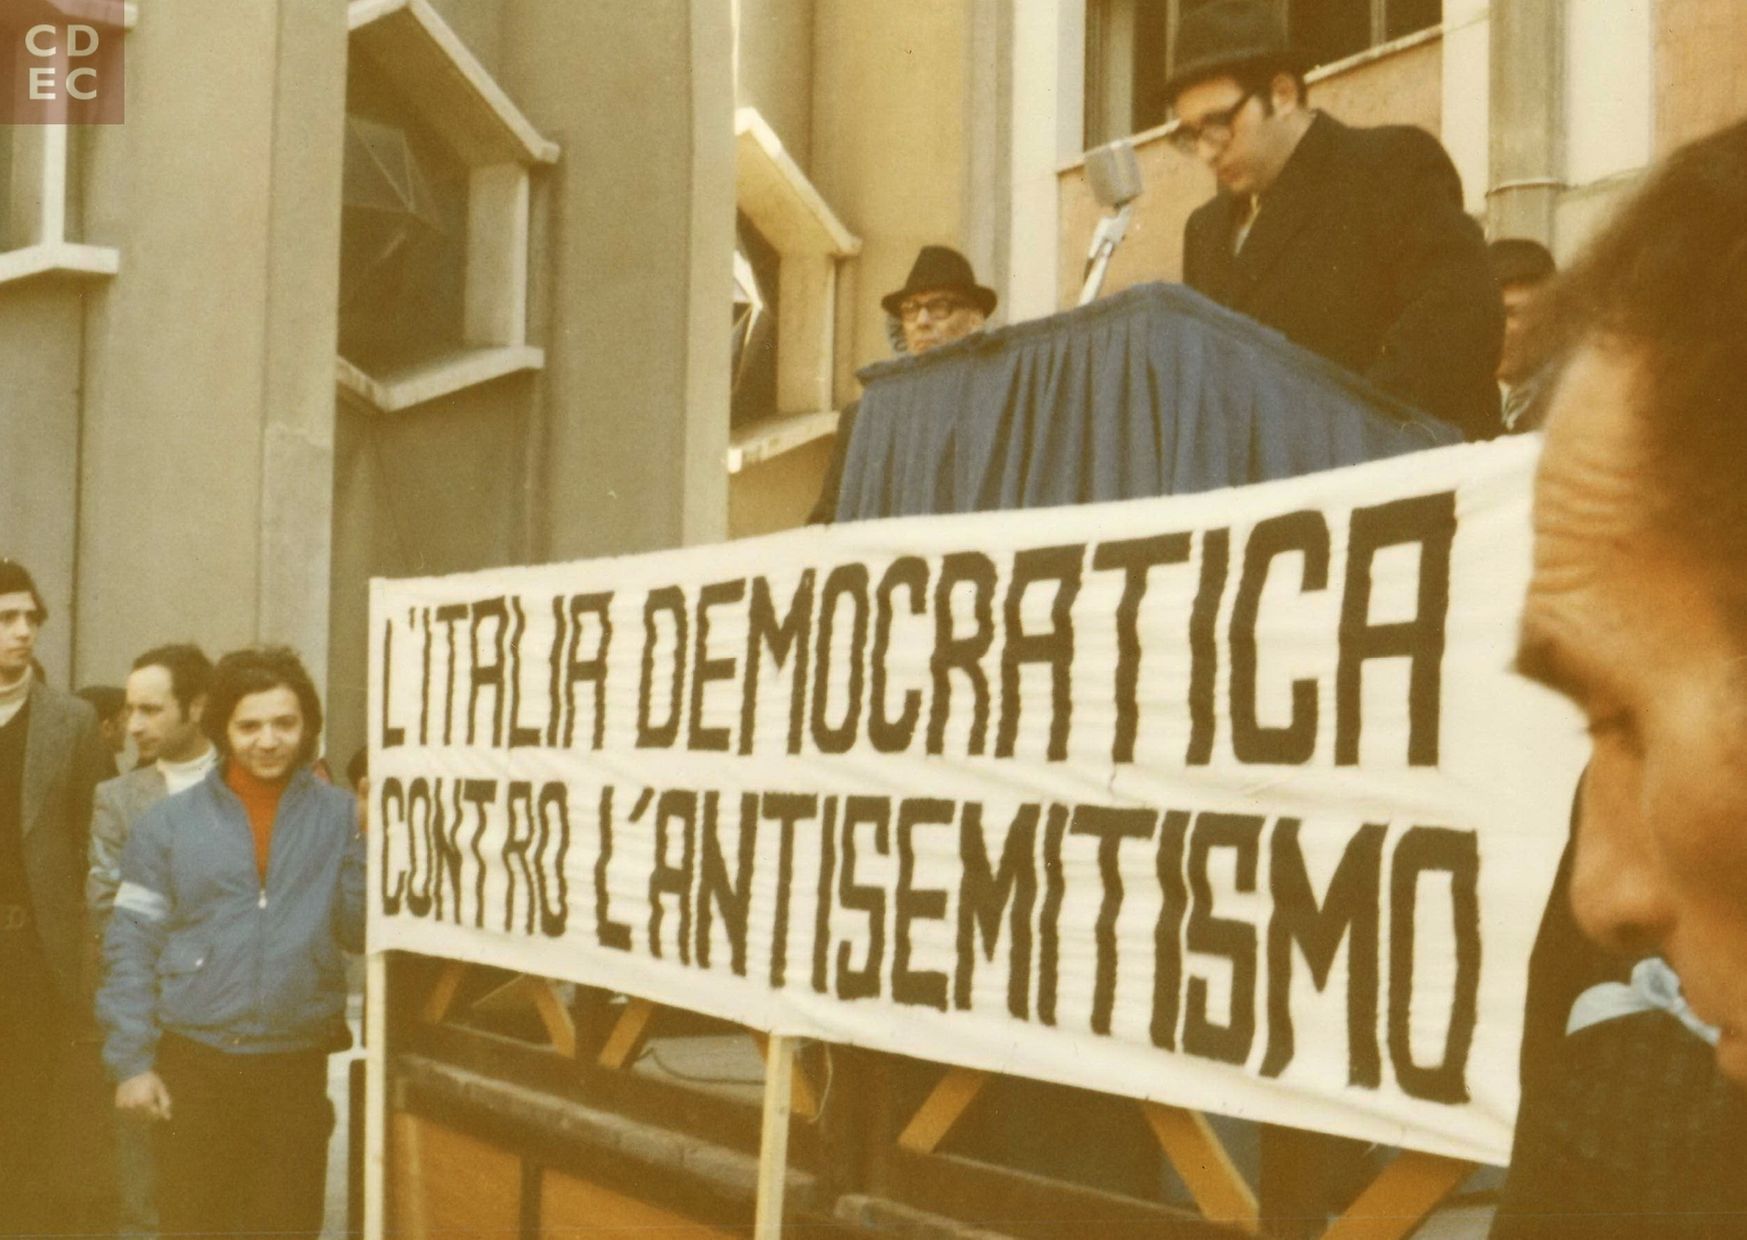 CD
EC
L'ITALIA DEMOCRATICA
CONTRO L'ANTISEMITISMO